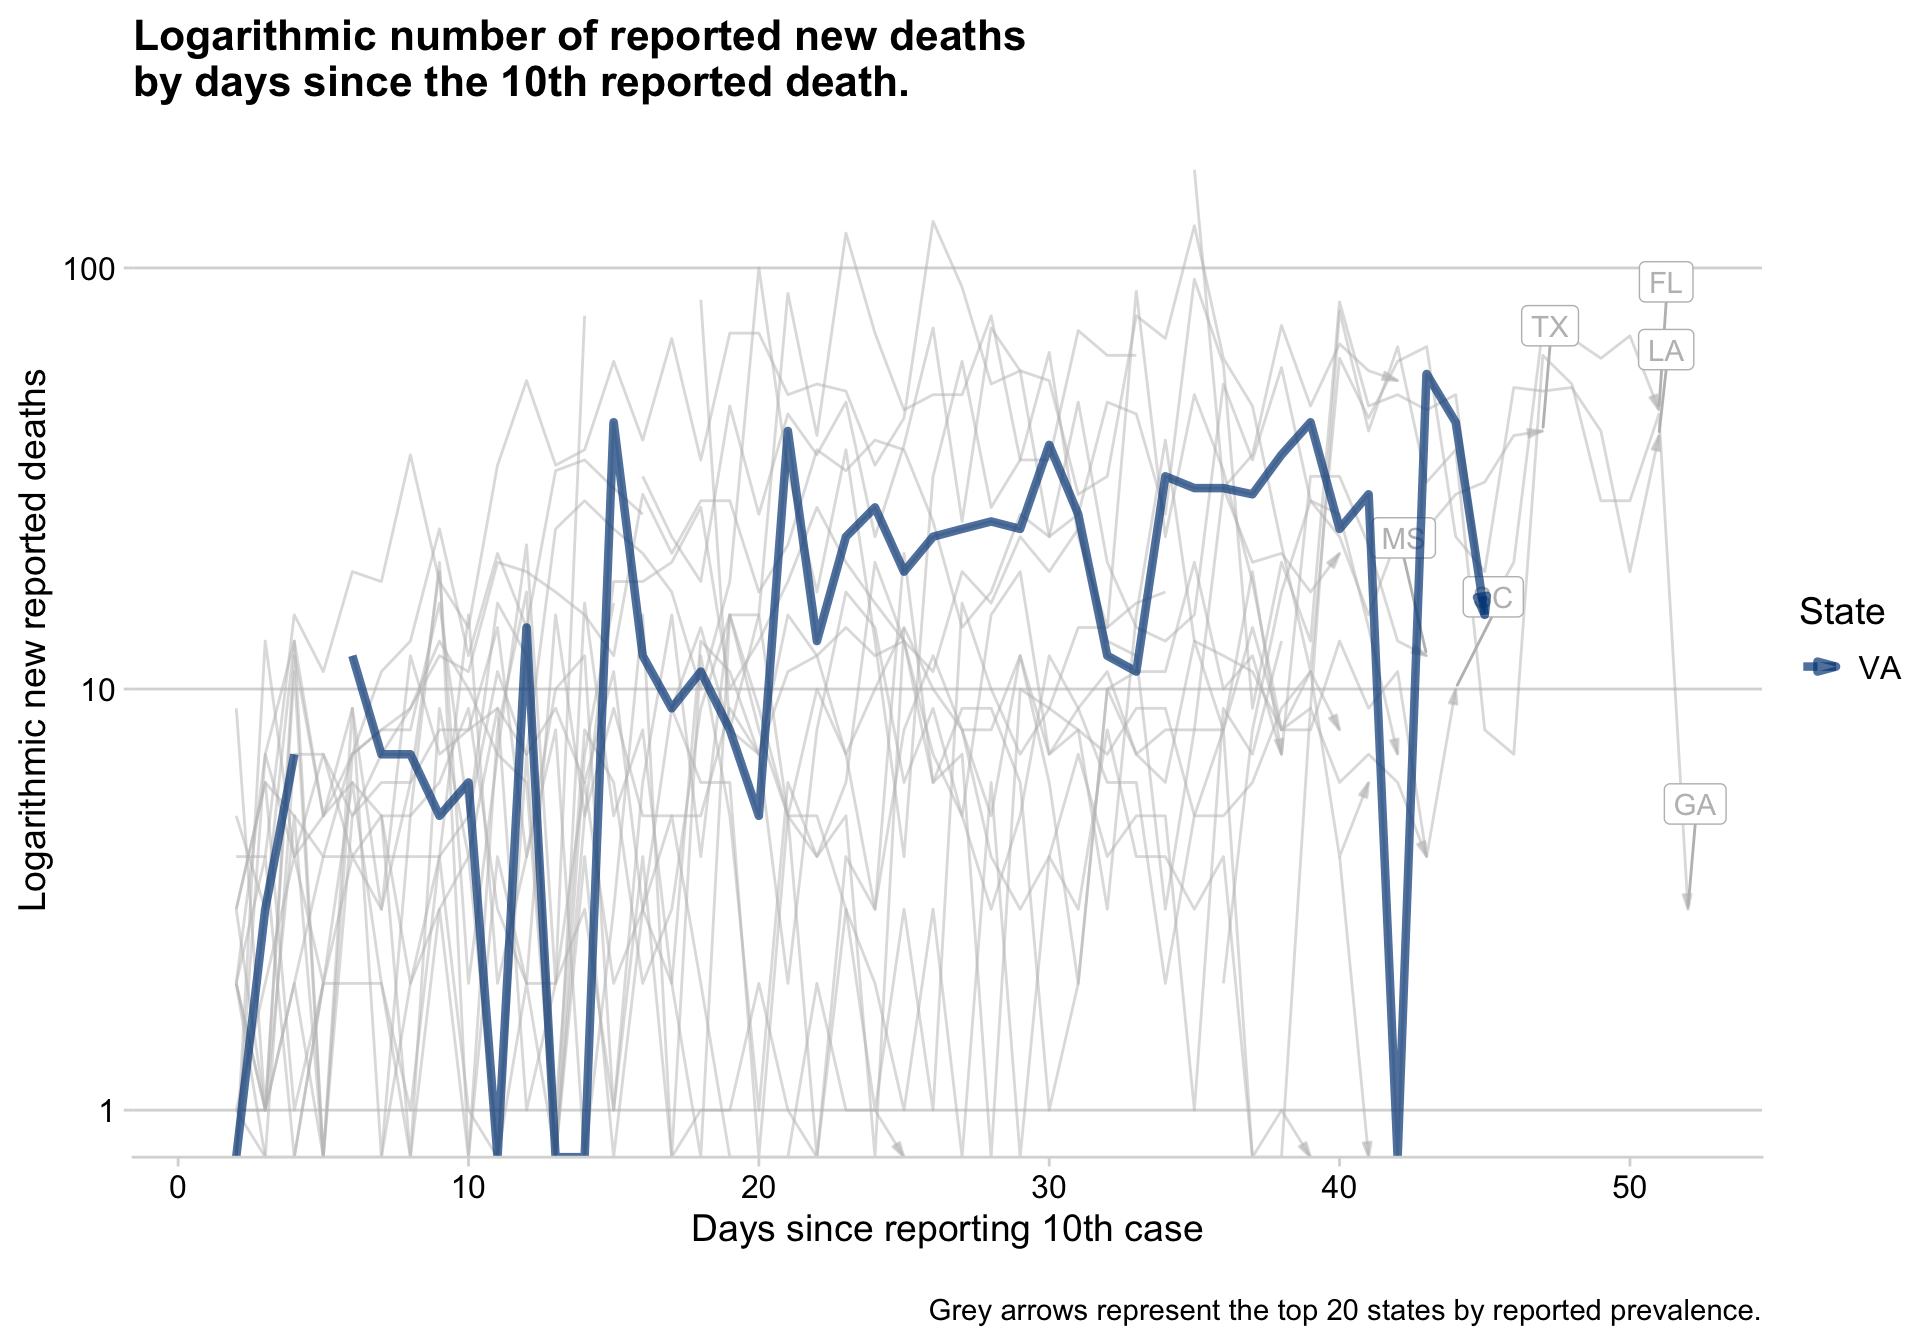 Logarithmic number of reported new deaths
by days since the 10th reported death.
Logarithmic new reported deaths
100
10
1
FL
TX
LA
MS
C
GA
State
VA
0 10 20 30 40 50
Days since reporting 10th case
Grey arrows represent the top 20 states by reported prevalence.